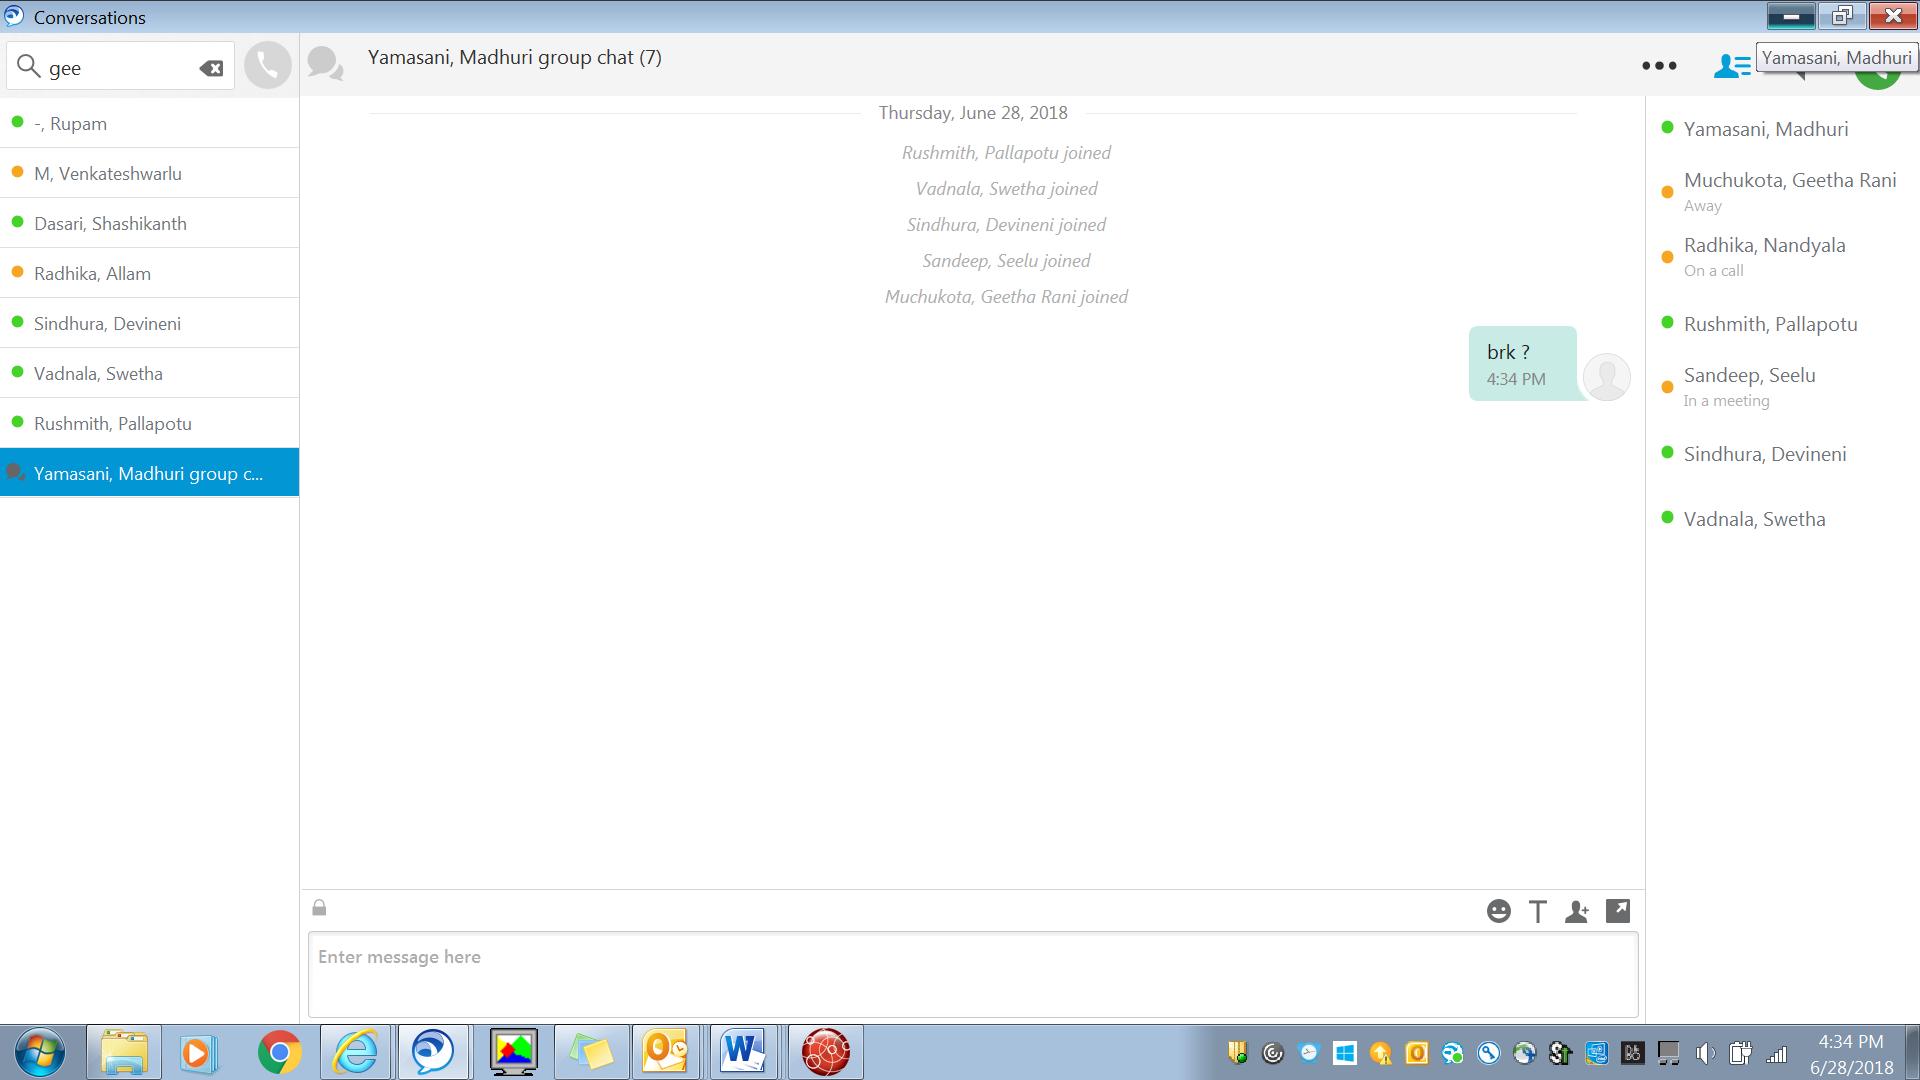 Conversations
gee
Yamasani, Madhuri group chat (7)
Yamasani, Madhuri
-, Rupam
M, Venkateshwarlu
Dasari, Shashikanth
Radhika, Allam
Sindhura, Devineni
Vadnala, Swetha
Rushmith, Pallapotu
Yamasani, Madhuri group c...
Thursday, June 28, 2018
Rushmith, Pallapotu joined
Vadnala, Swetha joined
Sindhura, Devineni joined
Sandeep, Seelu joined
Muchukota, Geetha Rani joined
brk ?
4:34 PM
Yamasani, Madhuri
Muchukota, Geetha Rani
Away
Radhika, Nandyala
On a call
Rushmith, Pallapotu
Sandeep, Seelu
In a meeting
Sindhura, Devineni
Vadnala, Swetha
T
Enter message here
4:34 PM
6/28/2018